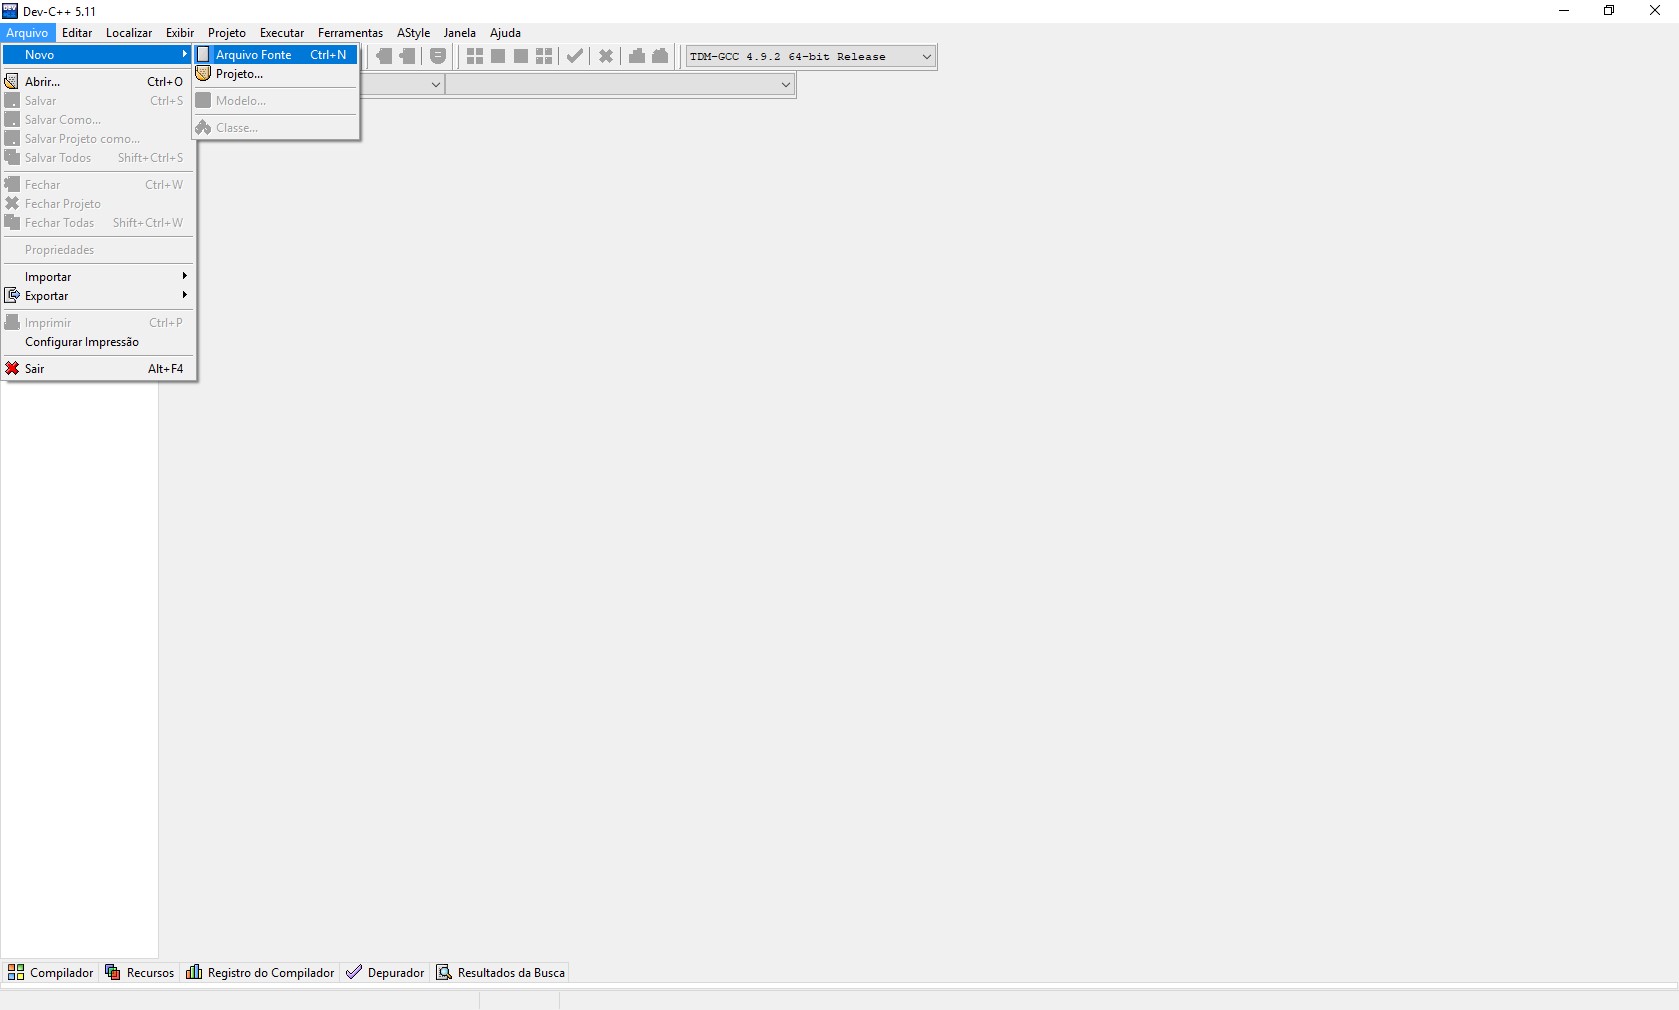 Dev-C++ 5.11
Arquivo Editar Localizar Exibir Projeto Executar Ferramentas AStyle Janela Ajuda
Novo
Arquivo Fonte Ctrl+N
TDM-GCC 4.9.2 64-bit Release
Projeto...
Abrir... Ctrl+O
Salvar Ctrl+S
Modelo...
Salvar Como...
Classe...
Salvar Projeto como...
Salvar Todos Shift+Ctrl+S
Fechar Ctrl+W
Fechar Projeto
Fechar Todas Shift+Ctrl+W
Propriedades
Importar
Exportar
Imprimir Ctrl+P
Configurar Impressão
Sair Alt+F4
Compilador Recursos Registro do Compilador Depurador Resultados da Busca